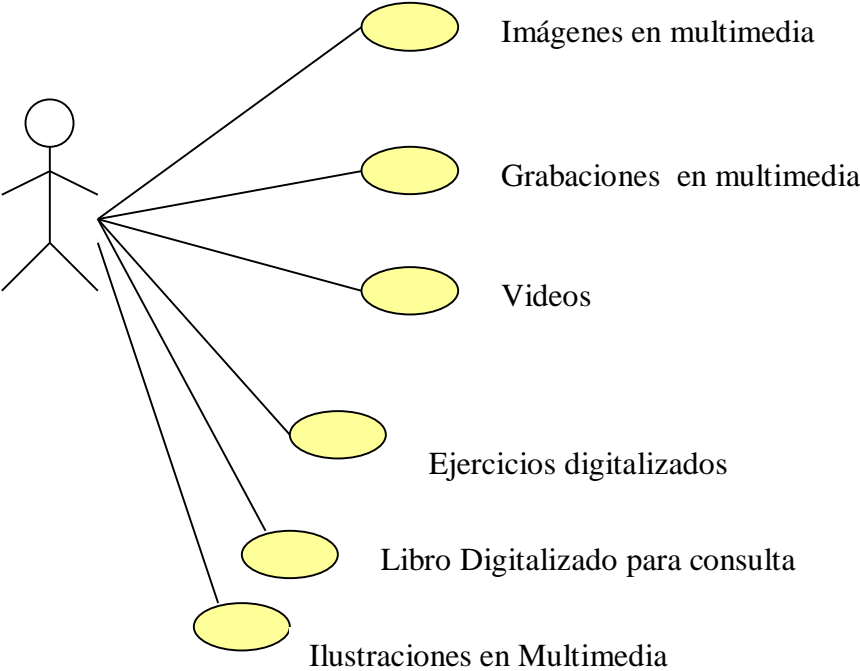 Imágenes en multimedia
Grabaciones  en multimedia
Videos
Ejercicios digitalizados
Libro Digitalizado para consulta
Ilustraciones en Multimedia